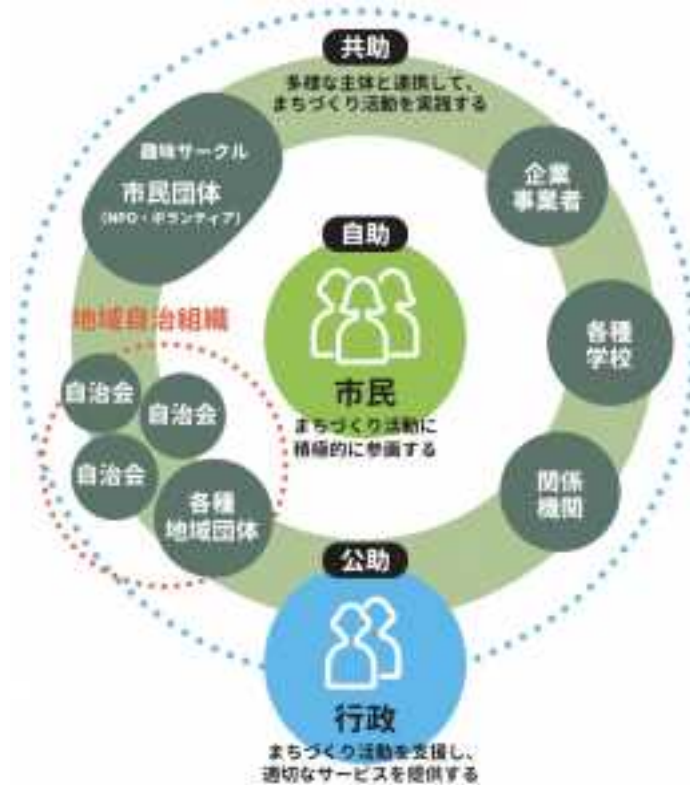 共助
多様な主体と連携して、
まちづくり活動を実践する
趣味サークル
市民団体
(NPO・ボランティア)
企業
事業者
自助
市民
まちづくり活動に
積極的に参画する
地域自治組織
自治会
自治会
自治会
各種
地域団体
各種
学校
関係
機関
公助
行政
まちづくり活動を支援し、
適切なサービスを提供する